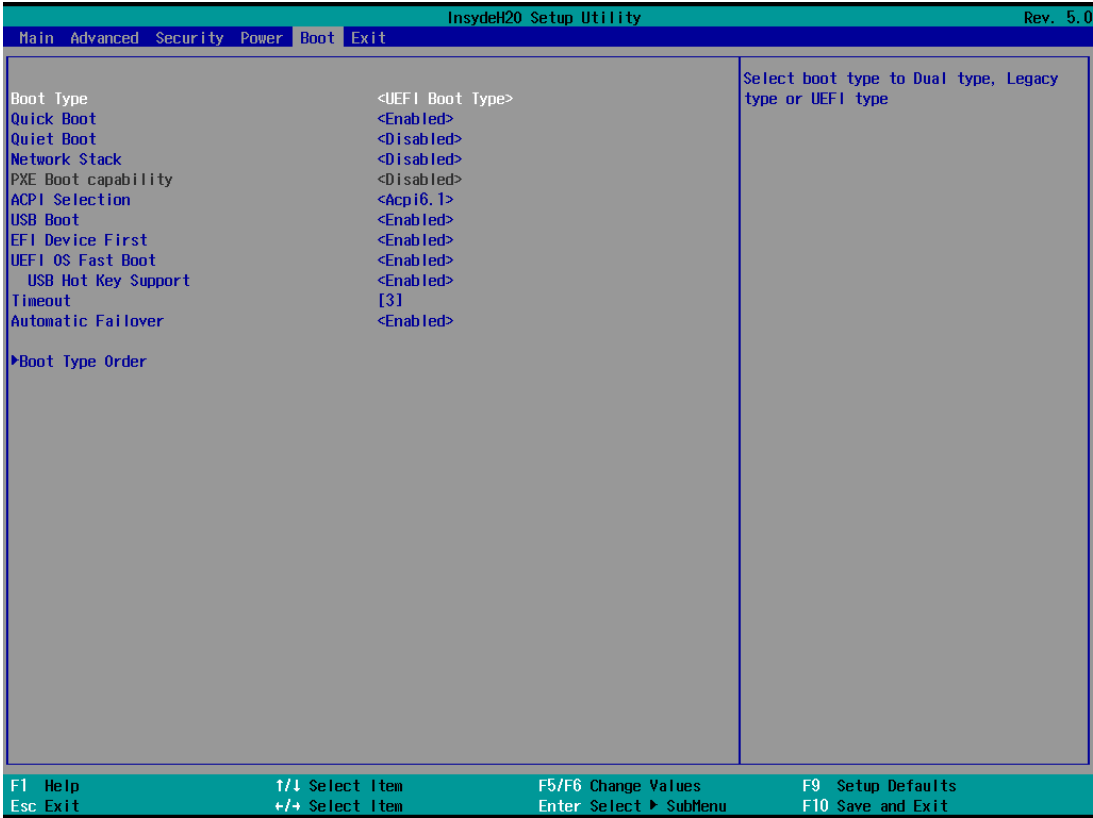 InsydeH20 Setup Utility Rev. 5.0
Main Advanced Security Power Boot Exit
Boot Type <UEFI Boot Type>
Quick Boot <Enabled>
Quiet Boot <Disabled>
Network Stack <Disabled>
PXE Boot capability <Disabled>
ACPI Selection <Acpi6.1>
USB Boot <Enabled>
EFI Device First <Enabled>
UEFI OS Fast Boot <Enabled>
USB Hot Key Support <Enabled>
Timeout [3]
Automatic Failover <Enabled>
▶Boot Type Order
Select boot type to Dual type, Legacy
type or UEFI type
F1 Help ↑/↓ Select Item F5/F6 Change Values F9 Setup Defaults
Esc Exit ←/→ Select Item Enter Select ▶ SubMenu F10 Save and Exit